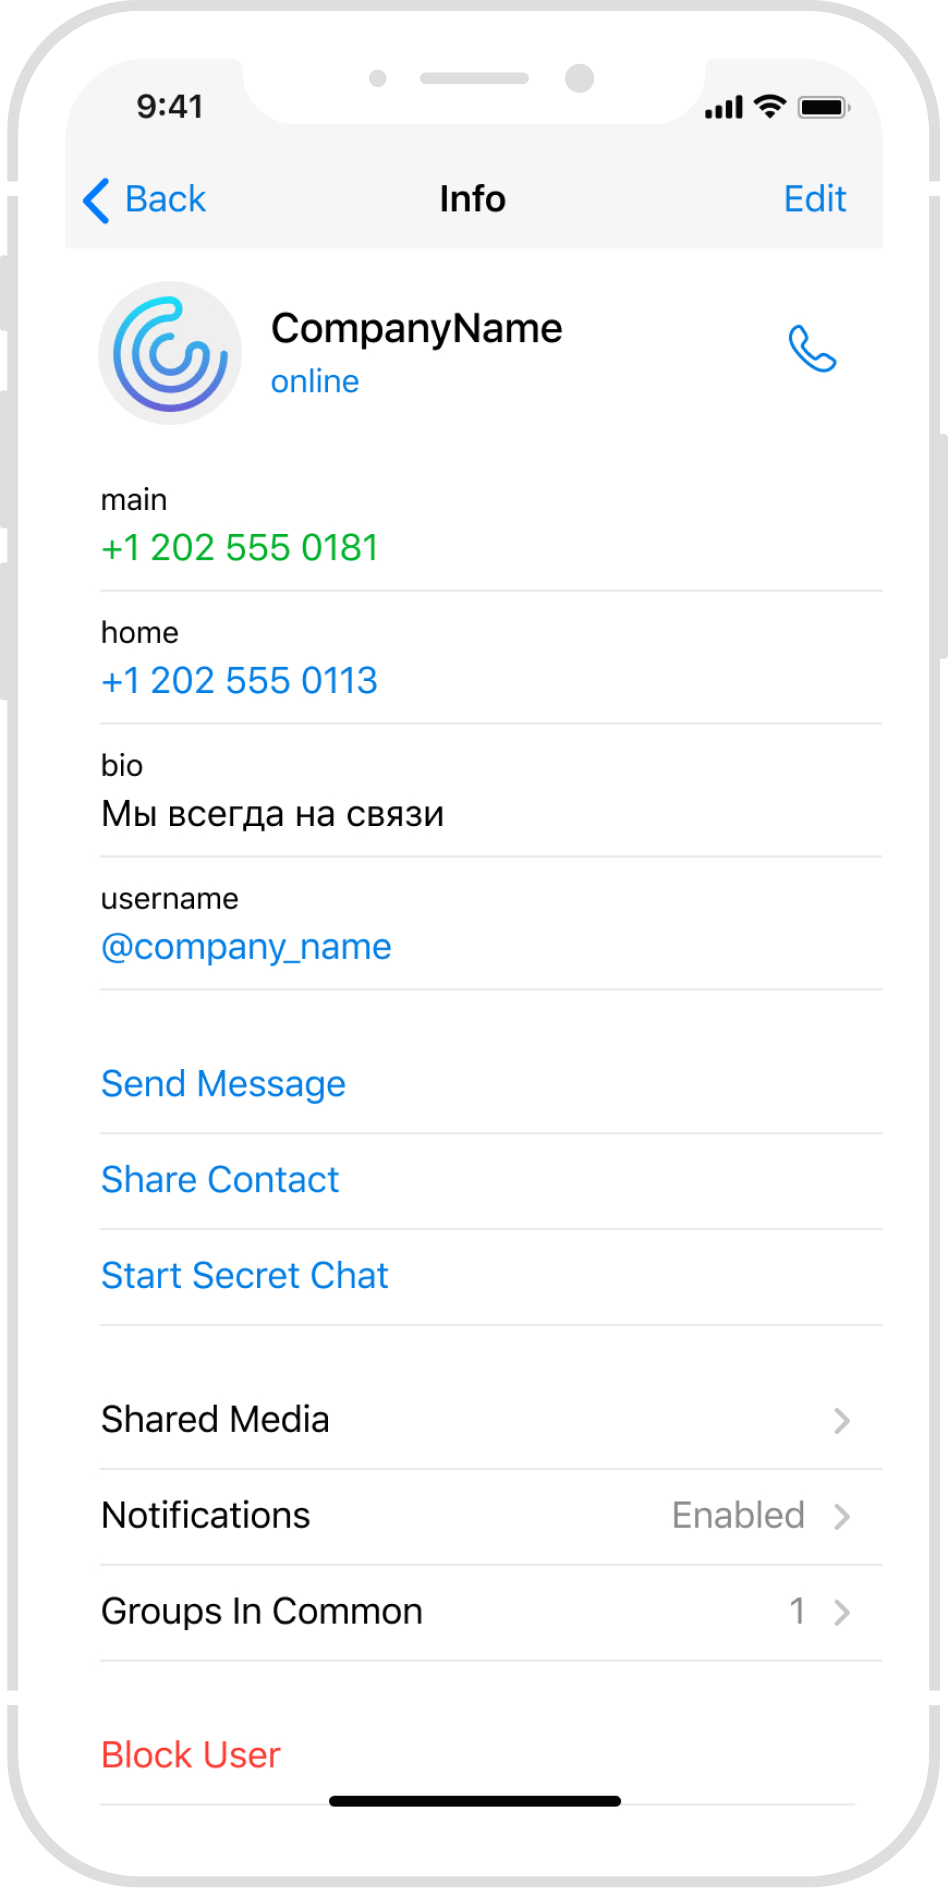 9:41
Back
Info
Edit
CompanyName
online
main
+1 202 555 0181
home
+1 202 555 0113
bio
Мы всегда на связи
username
@company_name
Send Message
Share Contact
Start Secret Chat
Shared Media
Notifications Enabled
Groups In Common 1
Block User